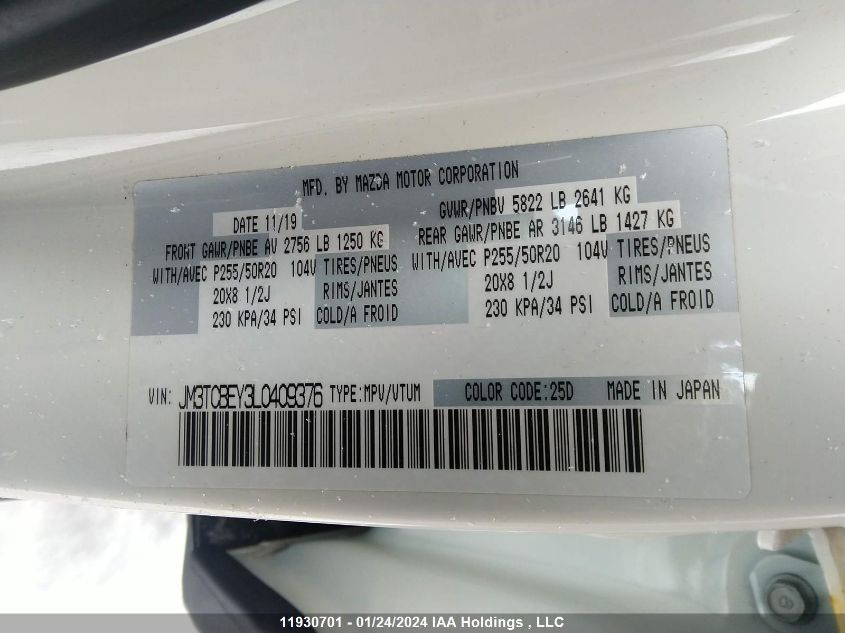 MFD. BY MAZDA MOTOR CORPORATION
DATE 11/19 GVWR/PNBV 5822 LB 2641 KG
FRONT GAWR/PNBE AV 2756 LB 1250 KG REAR GAWR/PNBE AR 3146 LB 1427 KG
WITH/AVEC P255/50R20 104V TIRES/PNEUS WITH/AVEC P255/50R20 104V TIRES/PNEUS
20X8 1/2J RIMS/JANTES 20X8 1/2J RIMS/JANTES
230 KPA/34 PSI COLD/A FROID 230 KPA/34 PSI COLD/A FROID
VIN: JM3TCBEY3L0409376 TYPE:MPV/VTUM COLOR CODE:25D MADE IN JAPAN
11930701 - 01/24/2024 IAA Holdings , LLC